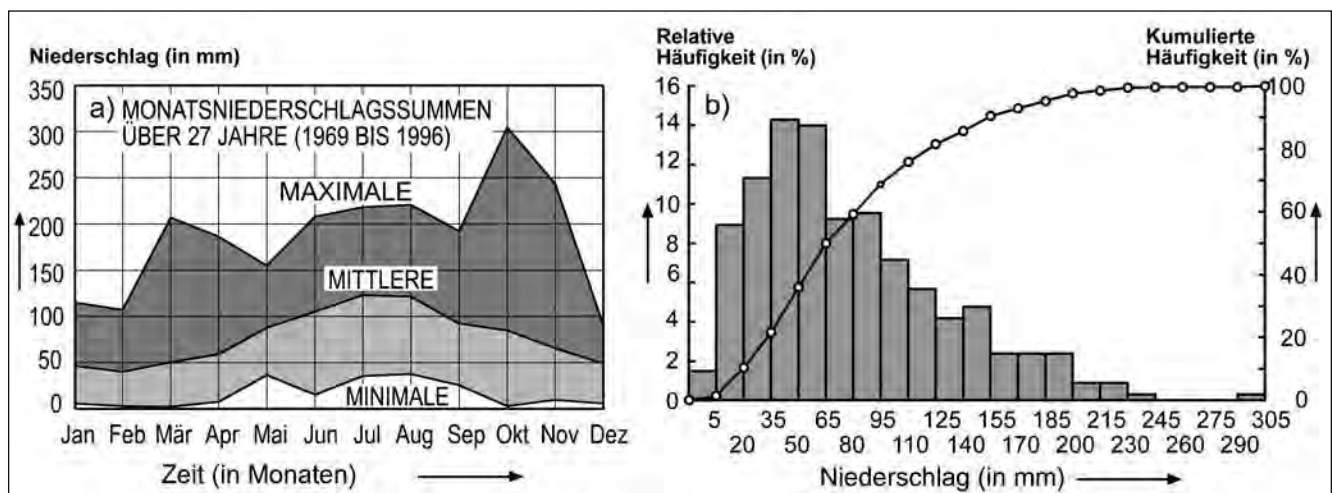 Niederschlag (in mm)
350
300
250
200
150
100
50
0
a) MONATSNIEDERSCHLAGSSUMMEN
ÜBER 27 JAHRE (1969 BIS 1996)
MAXIMALE
MITTLERE
MINIMALE
Jan Feb Mär Apr Mai Jun Jul Aug Sep Okt Nov Dez
Zeit (in Monaten)
Relative
Häufigkeit (in %)
Kumulierte
Häufigkeit (in %)
b)
16
14
12
10
8
6
4
2
0
100
80
60
40
20
0
5 35 65 95 125 155 185 215 245 275 305
20 50 80 110 140 170 200 230 260 290
Niederschlag (in mm)